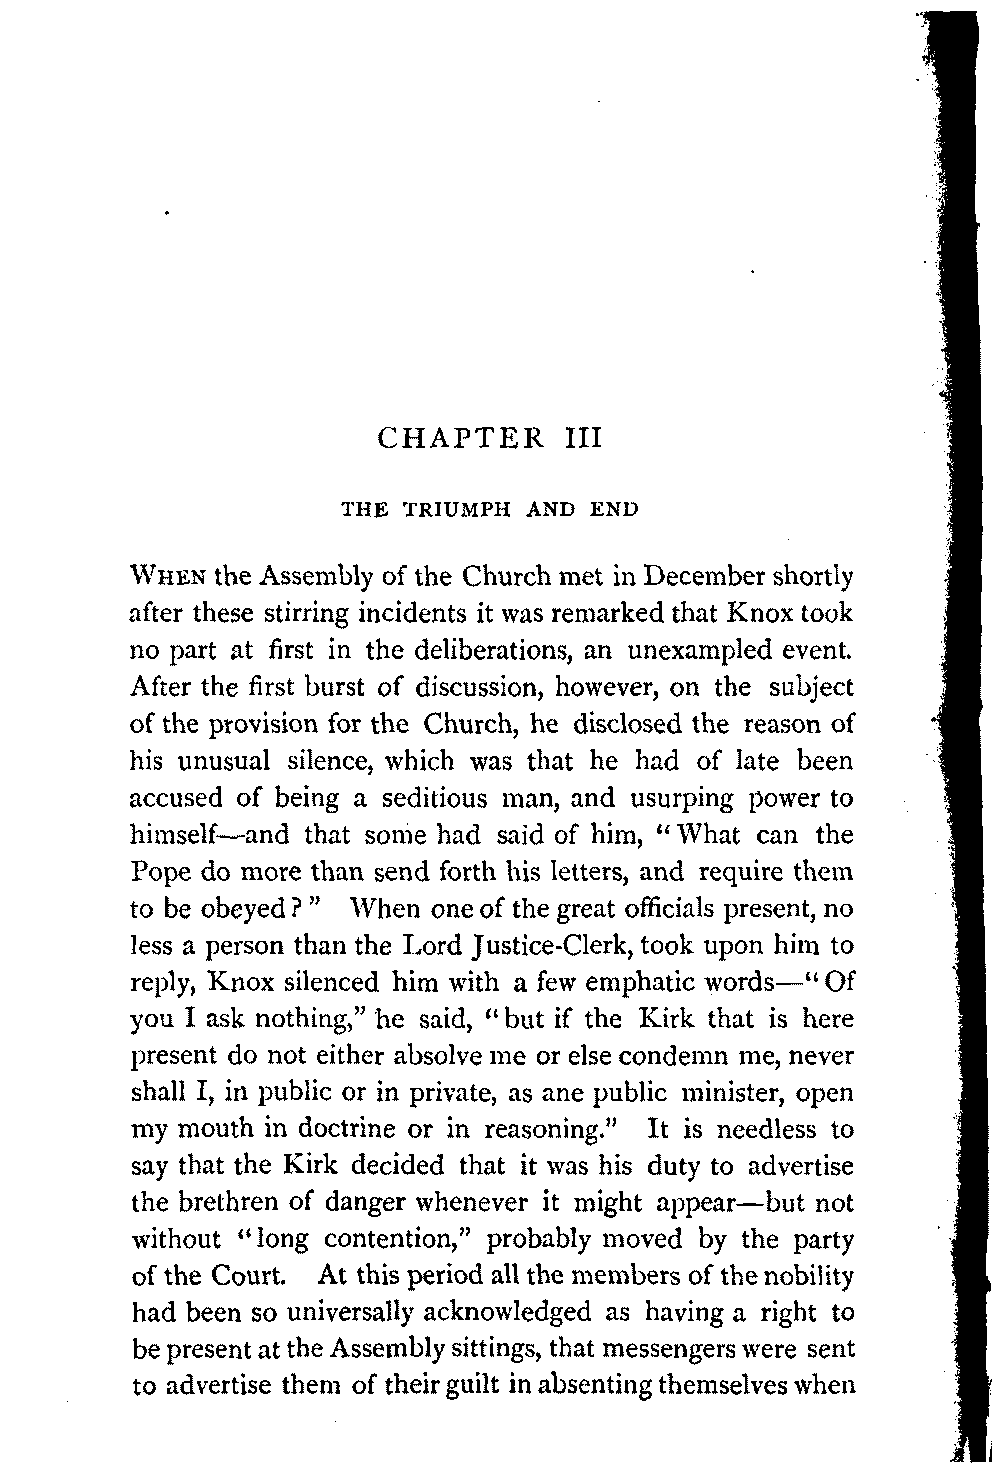 CHAPTER III
THE TRIUMPH AND END
WHEN the Assembly of the Church met in December shortly
after these stirring incidents it was remarked that Knox took
no part at first in the deliberations, an unexampled event.
After the first burst of discussion, however, on the subject
of the provision for the Church, he disclosed the reason of
his unusual silence, which was that he had of late been
accused of being a seditious man, and usurping power to
himself—and that some had said of him, “What can the
Pope do more than send forth his letters, and require them
to be obeyed?” When one of the great officials present, no
less a person than the Lord Justice-Clerk, took upon him to
reply, Knox silenced him with a few emphatic words—“Of
you I ask nothing,” he said, “but if the Kirk that is here
present do not either absolve me or else condemn me, never
shall I, in public or in private, as ane public minister, open
my mouth in doctrine or in reasoning.” It is needless to
say that the Kirk decided that it was his duty to advertise
the brethren of danger whenever it might appear—but not
without “long contention,” probably moved by the party
of the Court. At this period all the members of the nobility
had been so universally acknowledged as having a right to
be present at the Assembly sittings, that messengers were sent
to advertise them of their guilt in absenting themselves when